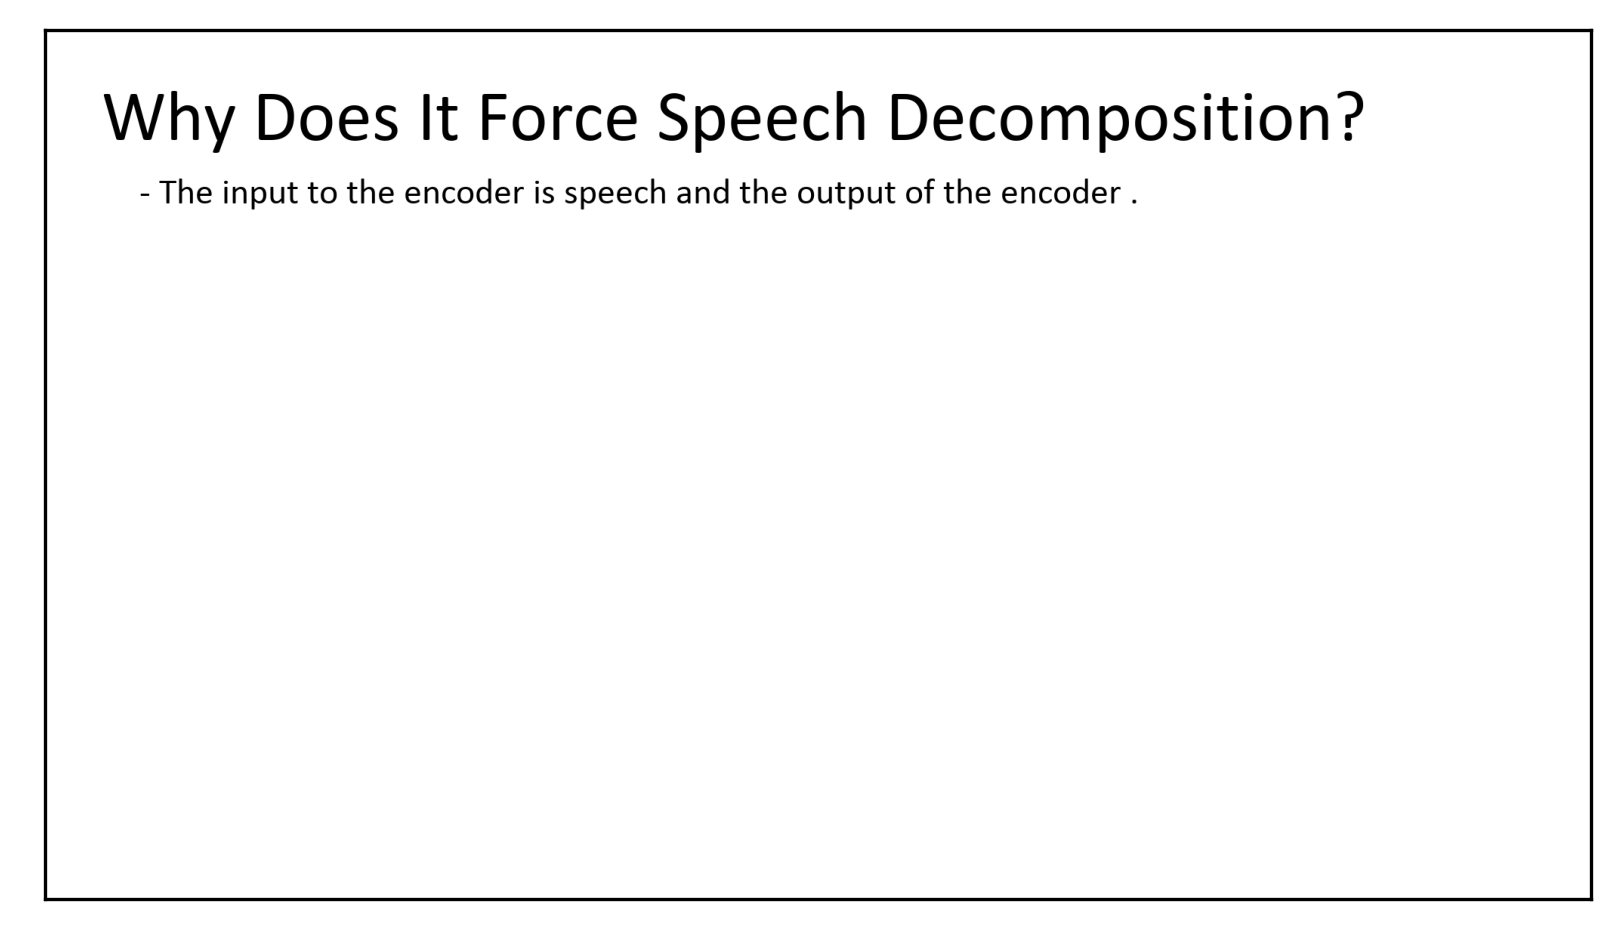 Why Does It Force Speech Decomposition?
- The input to the encoder is speech and the output of the encoder .